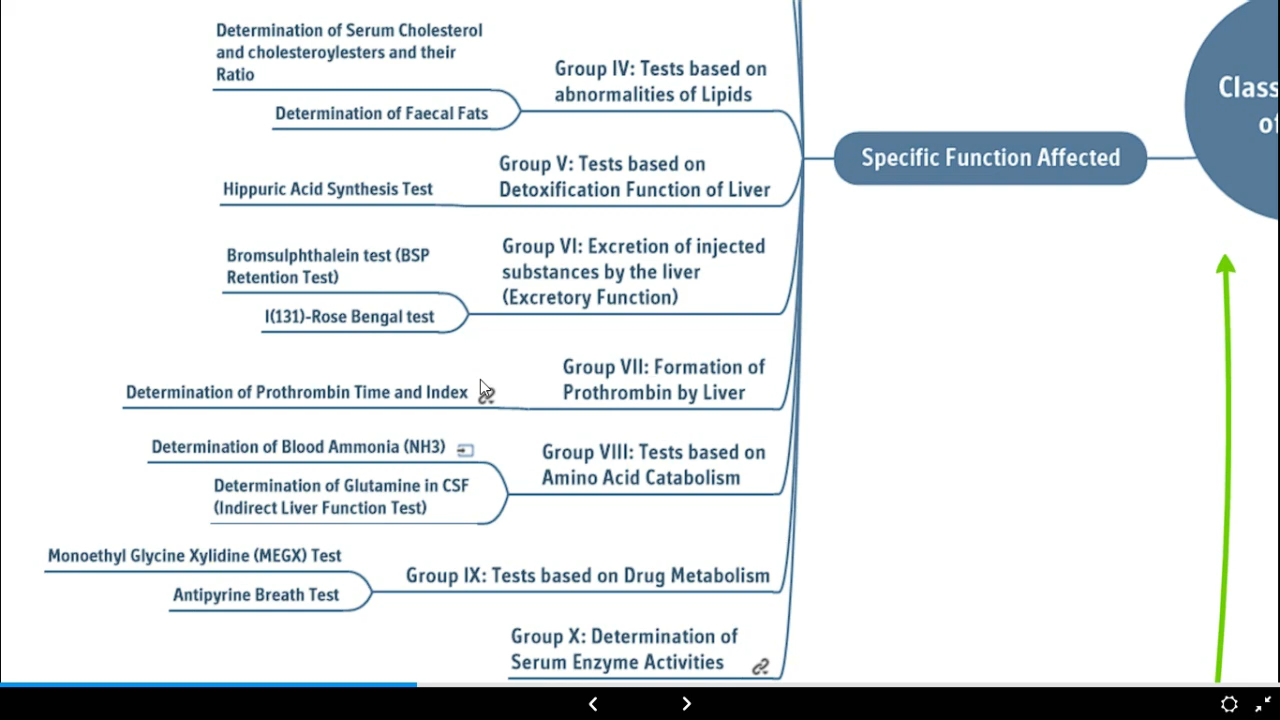 Determination of Serum Cholesterol
and cholesteroylesters and their
Ratio
Determination of Faecal Fats
Group IV: Tests based on
abnormalities of Lipids
Hippuric Acid Synthesis Test
Group V: Tests based on
Detoxification Function of Liver
Bromsulphthalein test (BSP
Retention Test)
I(131)-Rose Bengal test
Group VI: Excretion of injected
substances by the liver
(Excretory Function)
Determination of Prothrombin Time and Index
Group VII: Formation of
Prothrombin by Liver
Determination of Blood Ammonia (NH3)
Determination of Glutamine in CSF
(Indirect Liver Function Test)
Group VIII: Tests based on
Amino Acid Catabolism
Monoethyl Glycine Xylidine (MEGX) Test
Antipyrine Breath Test
Group IX: Tests based on Drug Metabolism
Group X: Determination of
Serum Enzyme Activities
Specific Function Affected
Class